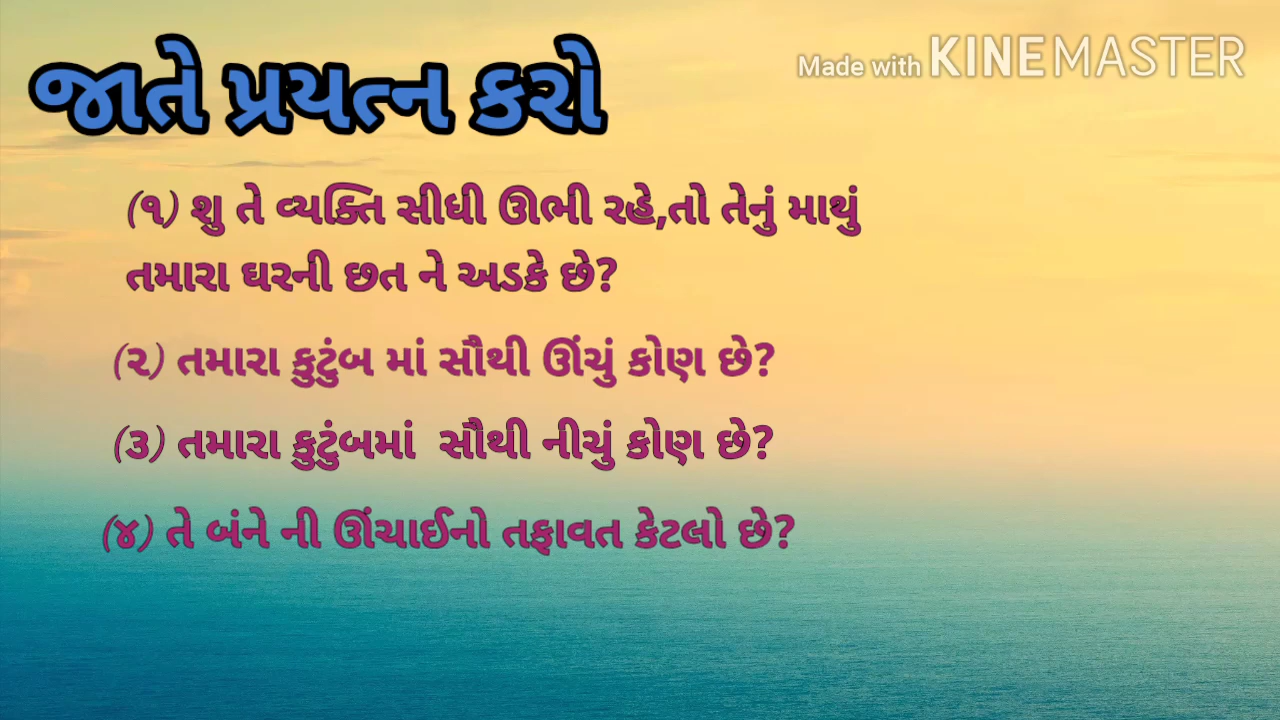 Made with KINEMASTER
જાતે પ્રયત્ન કરો
(૧) શુ તે વ્યક્તિ સીધી ઊભી રહે,તો તેનું માથું
તમારા ઘરની છત ને અડકે છે?
(૨) તમારા કુટુંબ માં સૌથી ઊંચું કોણ છે?
(૩) તમારા કુટુંબમાં સૌથી નીચું કોણ છે?
(૪) તે બંને ની ઊંચાઈનો તફાવત કેટલો છે?